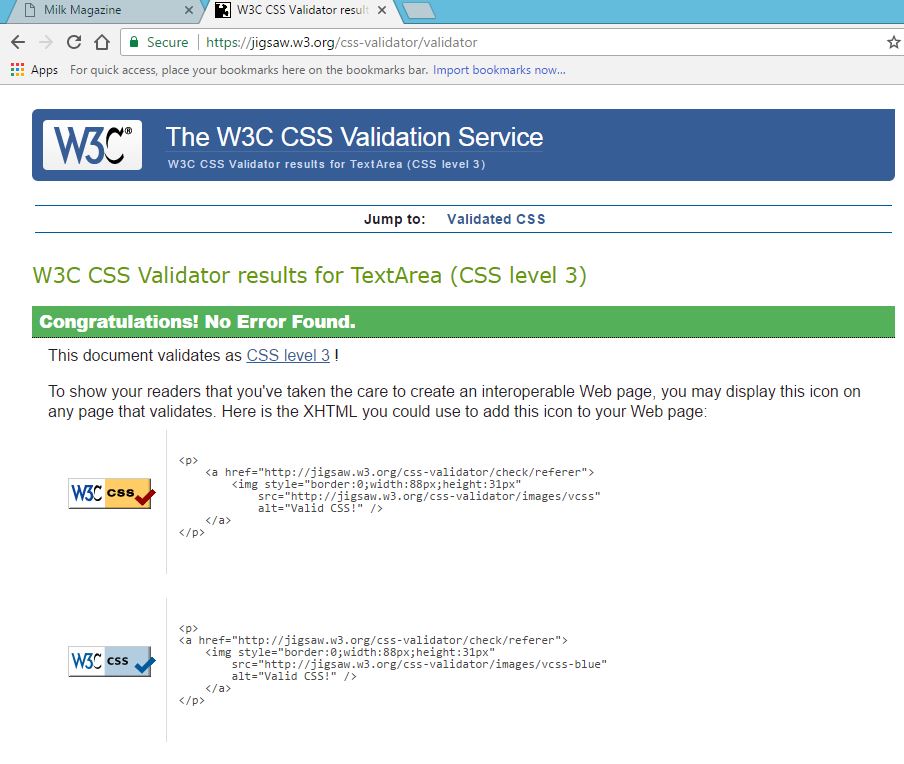 Milk Magazine
W3C CSS Validator result
Secure https://jigsaw.w3.org/css-validator/validator
Apps For quick access, place your bookmarks here on the bookmarks bar. Import bookmarks now...
W3C® The W3C CSS Validation Service
W3C CSS Validator results for TextArea (CSS level 3)
Jump to: Validated CSS
W3C CSS Validator results for TextArea (CSS level 3)
Congratulations! No Error Found.
This document validates as CSS level 3 !
To show your readers that you've taken the care to create an interoperable Web page, you may display this icon on
any page that validates. Here is the XHTML you could use to add this icon to your Web page:
W3C css
<p>
<a href="http://jigsaw.w3.org/css-validator/check/referer">
<img style="border:0;width:88px;height:31px"
src="http://jigsaw.w3.org/css-validator/images/vcss"
alt="Valid CSS!" />
</a>
</p>
W3C css
<p>
<a href="http://jigsaw.w3.org/css-validator/check/referer">
<img style="border:0;width:88px;height:31px"
src="http://jigsaw.w3.org/css-validator/images/vcss-blue"
alt="Valid CSS!" />
</a>
</p>